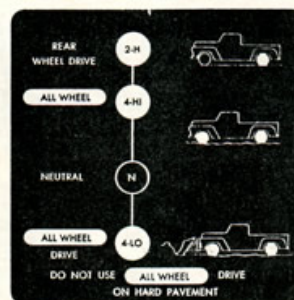 REAR
WHEEL DRIVE
2-H
ALL WHEEL
4-HI
NEUTRAL
N
ALL WHEEL
DRIVE
4-LO
DO NOT USE ALL WHEEL DRIVE
ON HARD PAVEMENT